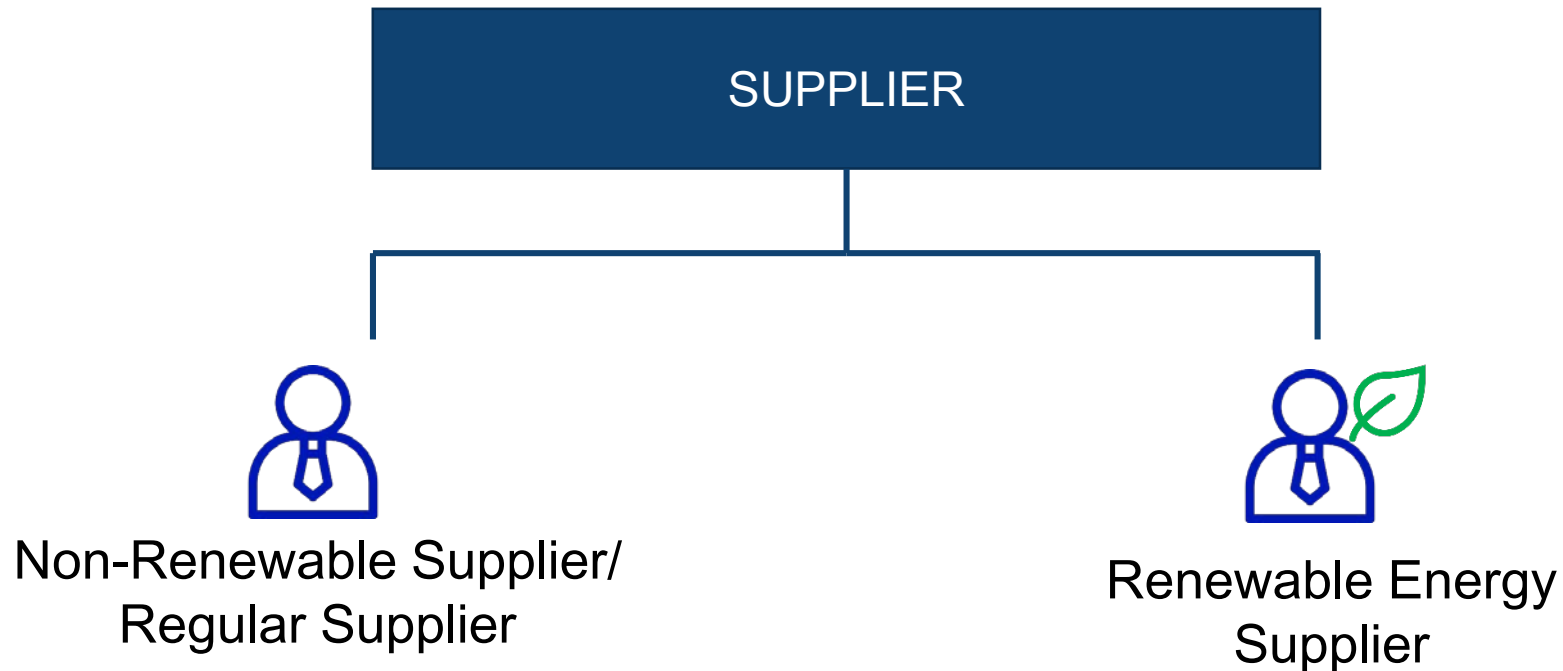 SUPPLIER
Non-Renewable Supplier/
Regular Supplier
Renewable Energy
Supplier